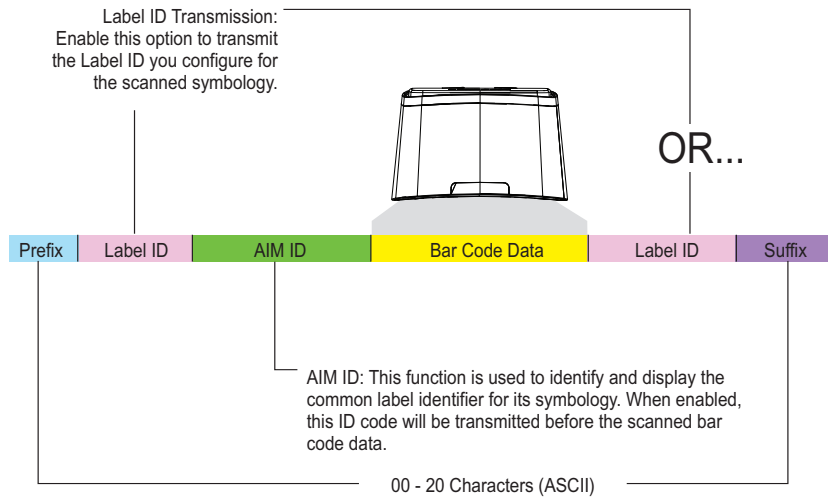 Label ID Transmission:
Enable this option to transmit
the Label ID you configure for
the scanned symbology.
OR...
Prefix Label ID AIM ID Bar Code Data Label ID Suffix
AIM ID: This function is used to identify and display the
common label identifier for its symbology. When enabled,
this ID code will be transmitted before the scanned bar
code data.
00 - 20 Characters (ASCII)